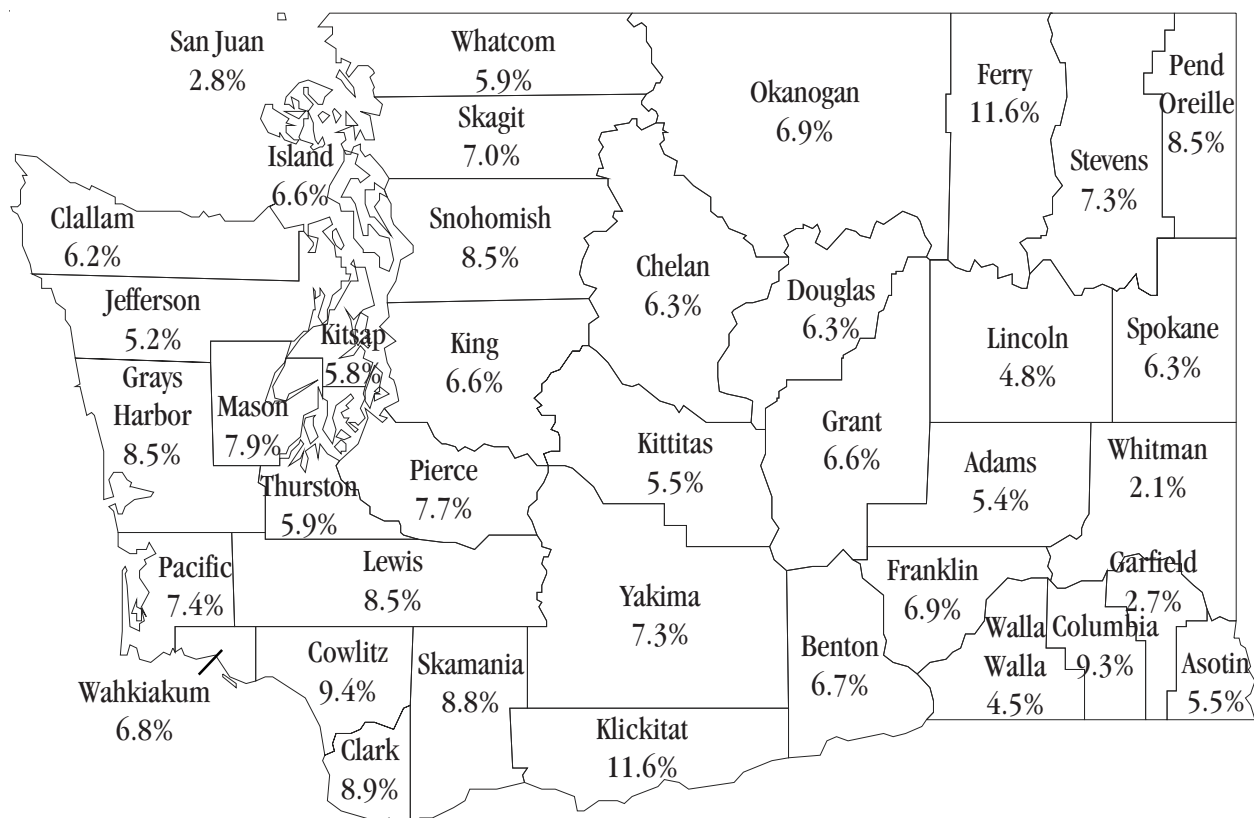 San Juan
2.8%
Whatcom
5.9%
Skagit
7.0%
Island
6.6%
Okanogan
6.9%
Ferry
11.6%
Stevens
7.3%
Pend
Oreille
8.5%
Clallam
6.2%
Snohomish
8.5%
Chelan
6.3%
Douglas
6.3%
Jefferson
5.2%
Kitsap
5.8%
King
6.6%
Lincoln
4.8%
Spokane
6.3%
Grays
Harbor
8.5%
Mason
7.9%
Thurston
5.9%
Pierce
7.7%
Kittitas
5.5%
Grant
6.6%
Adams
5.4%
Whitman
2.1%
Pacific
7.4%
Lewis
8.5%
Yakima
7.3%
Franklin
6.9%
Garfield
2.7%
Wahkiakum
6.8%
Cowlitz
9.4%
Skamania
8.8%
Benton
6.7%
Walla
Walla
4.5%
Columbia
9.3%
Asotin
5.5%
Clark
8.9%
Klickitat
11.6%